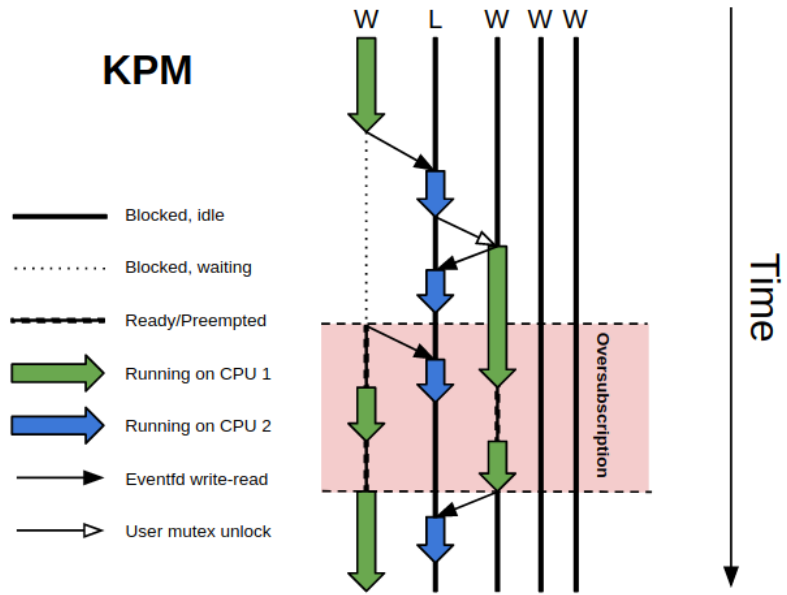 KPM
W L W W W
Blocked, idle
Blocked, waiting
Ready/Preempted
Running on CPU 1
Running on CPU 2
Eventfd write-read
User mutex unlock
Oversubscription
Time